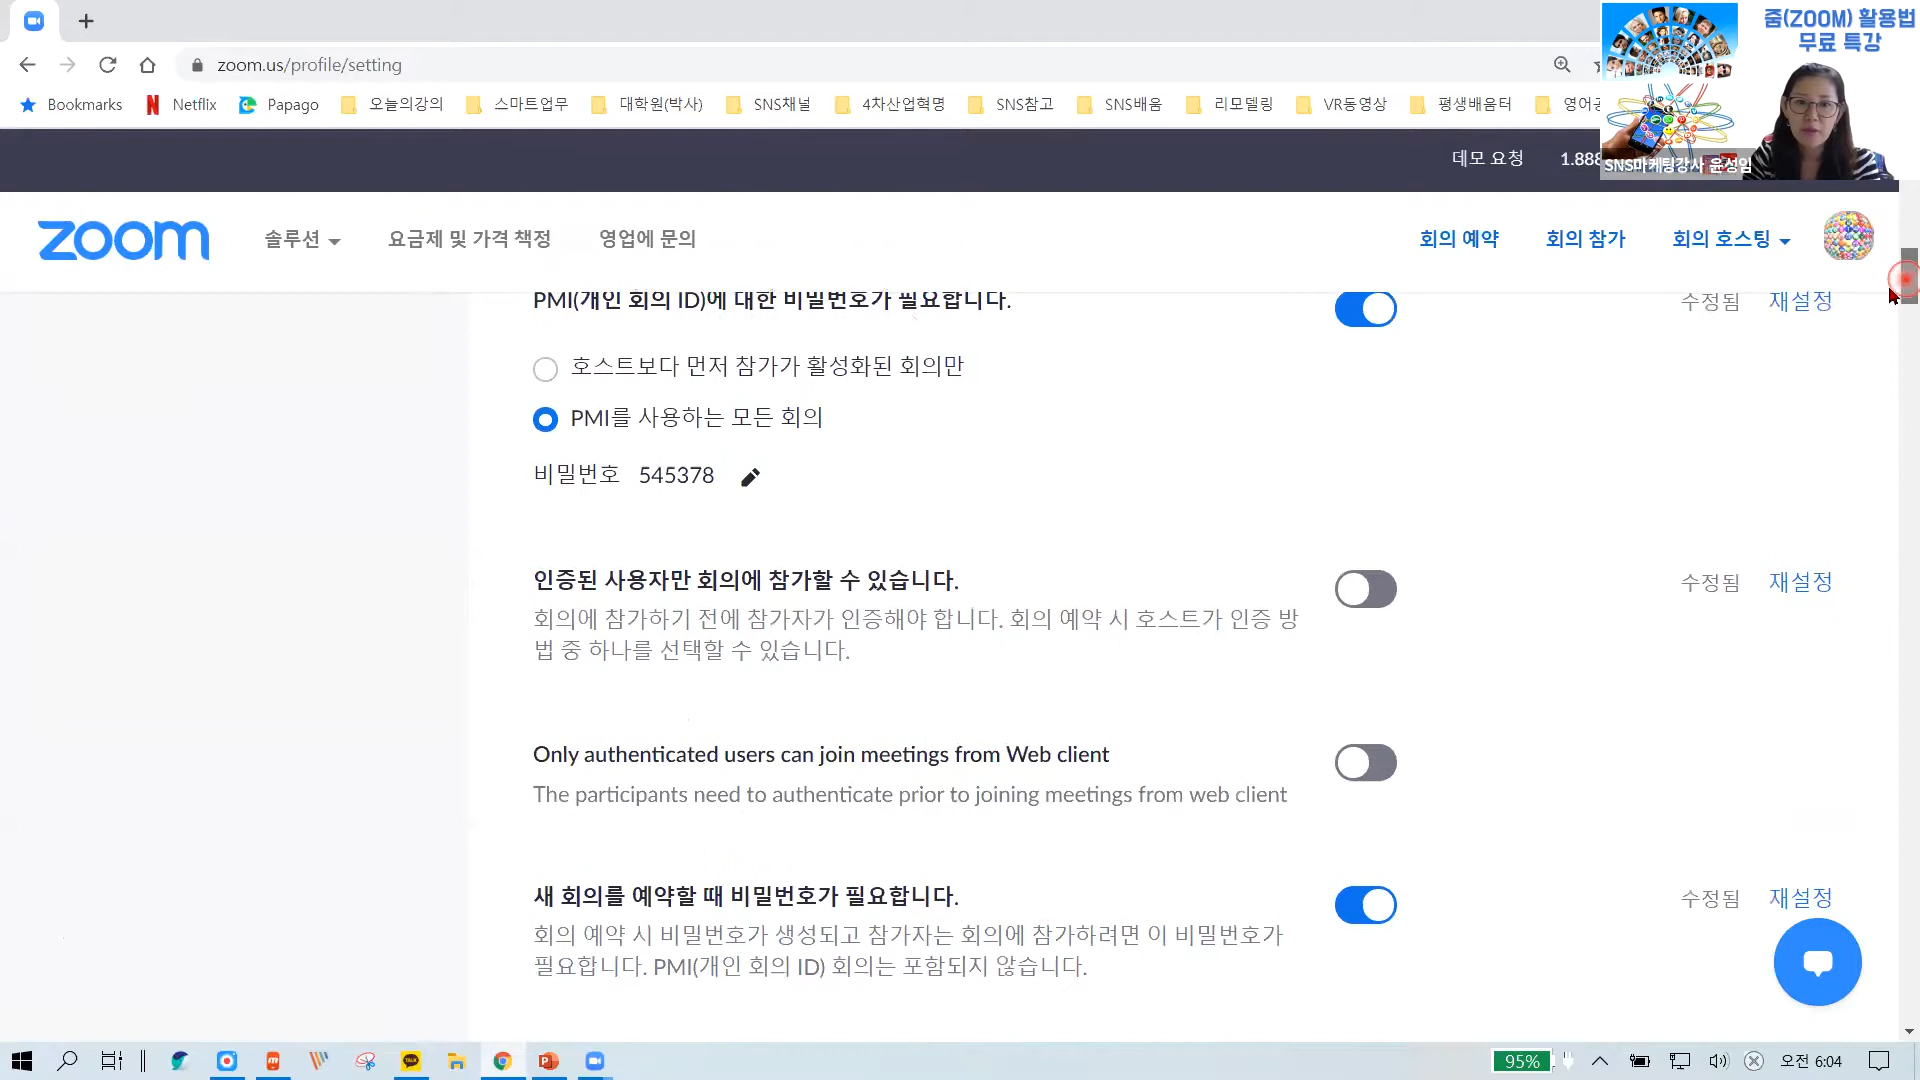 zoom.us/profile/setting
Bookmarks Netflix Papago 오늘의강의 스마트업무 대학원(박사) SNS채널 4차산업혁명 SNS참고 SNS배움 리모델링 VR동영상 평생배움터
줌(ZOOM) 활용법
무료 특강
SNS마케팅강사 윤성임
데모 요청 1.888
zoom 솔루션 요금제 및 가격 책정 영업에 문의 회의 예약 회의 참가 회의 호스팅
PMI(개인 회의 ID)에 대한 비밀번호가 필요합니다. 수정됨 재설정
호스트보다 먼저 참가가 활성화된 회의만
PMI를 사용하는 모든 회의
비밀번호 545378
인증된 사용자만 회의에 참가할 수 있습니다. 수정됨 재설정
회의에 참가하기 전에 참가자가 인증해야 합니다. 회의 예약 시 호스트가 인증 방
법 중 하나를 선택할 수 있습니다.
Only authenticated users can join meetings from Web client
The participants need to authenticate prior to joining meetings from web client
새 회의를 예약할 때 비밀번호가 필요합니다. 수정됨 재설정
회의 예약 시 비밀번호가 생성되고 참가자는 회의에 참가하려면 이 비밀번호가
필요합니다. PMI(개인 회의 ID) 회의는 포함되지 않습니다.
TALK 95% 오전 6:04